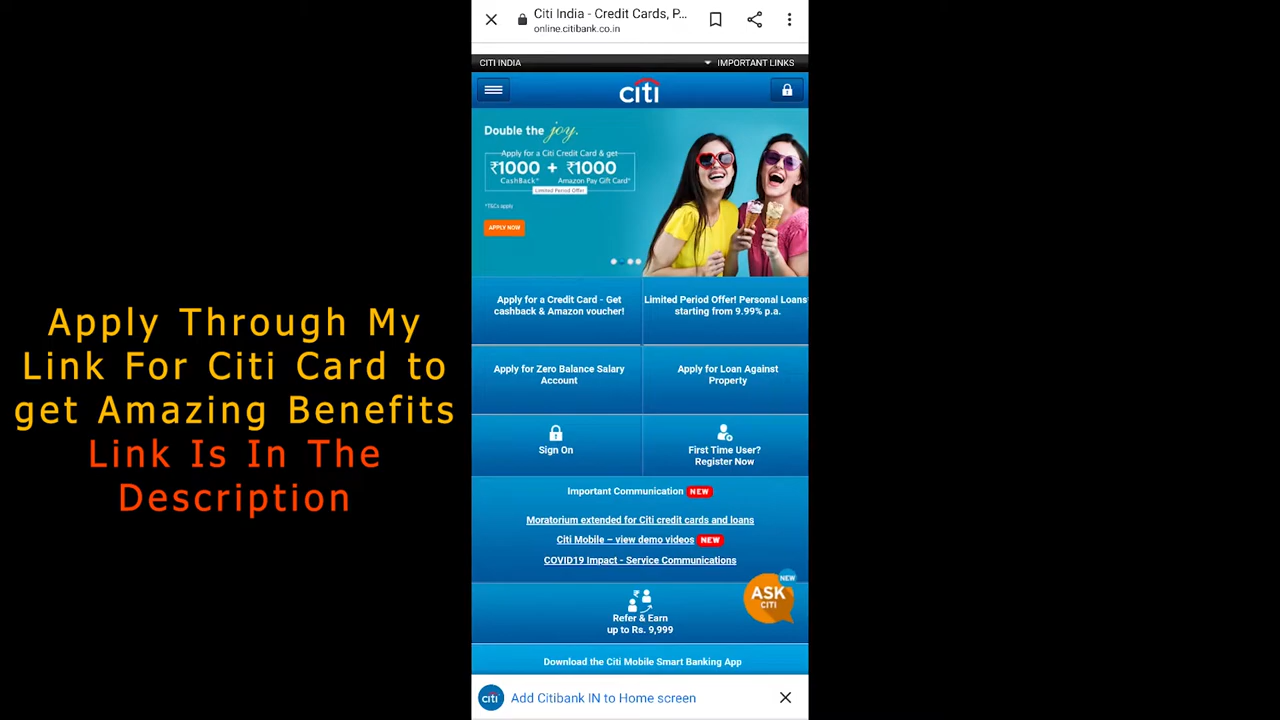 Citi India - Credit Cards, P...
online.citibank.co.in
CITI INDIA
IMPORTANT LINKS
citi
Double the joy.
Apply for a Citi Credit Card & get
₹1000 + ₹1000
CashBack* Amazon Pay Gift Card*
Limited Period Offer
*T&Cs apply
APPLY NOW
Apply for a Credit Card - Get
cashback & Amazon voucher!
Limited Period Offer! Personal Loans
starting from 9.99% p.a.
Apply for Zero Balance Salary
Account
Apply for Loan Against
Property
Sign On
First Time User?
Register Now
Important Communication NEW
Moratorium extended for Citi credit cards and loans
Citi Mobile – view demo videos NEW
COVID19 Impact - Service Communications
NEW
ASK
CITI
Refer & Earn
up to Rs. 9,999
Download the Citi Mobile Smart Banking App
citi Add Citibank IN to Home screen
Apply Through My
Link For Citi Card to
get Amazing Benefits
Link Is In The
Description